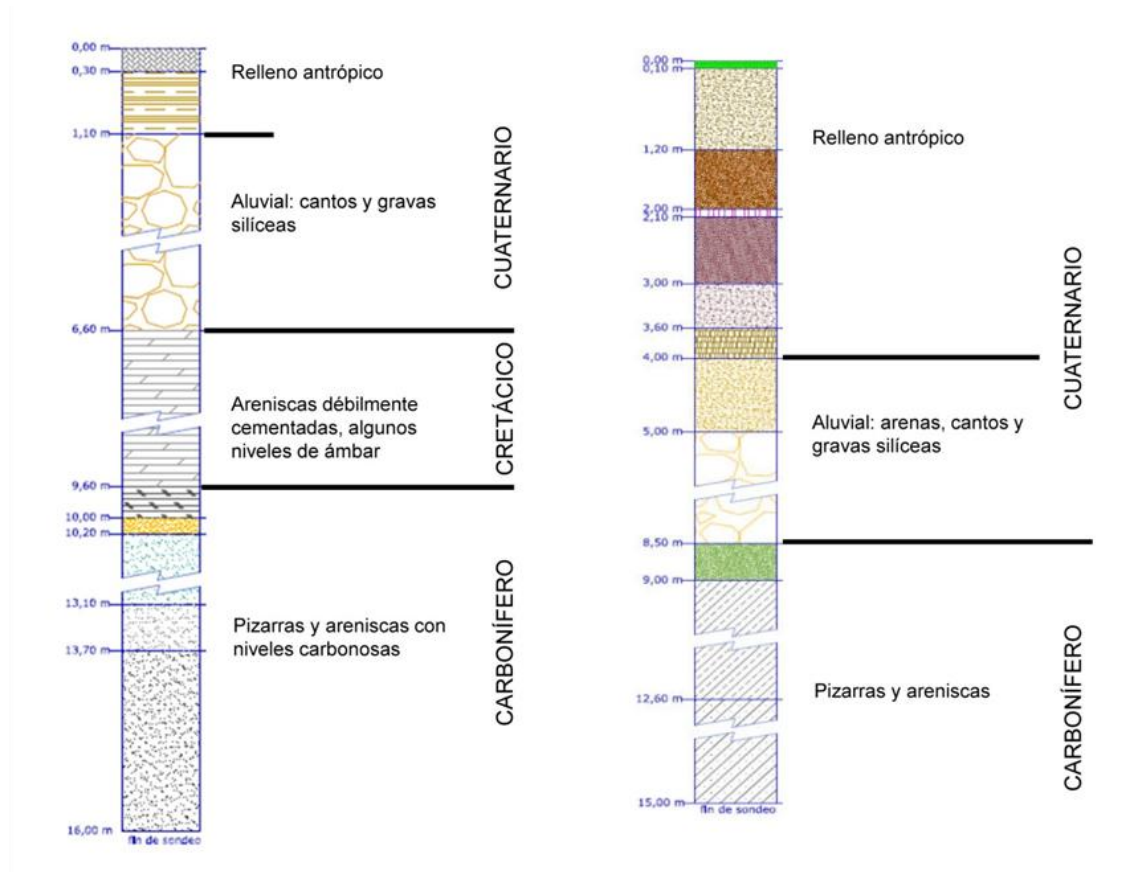 0,00 m
0,30 m
Relleno antrópico
1,10 m
Aluvial: cantos y gravas
silíceas
CUATERNARIO
6,60 m
Areniscas débilmente
cementadas, algunos
niveles de ámbar
CRETÁCICO
9,60 m
10,00 m
10,20 m
13,10 m
Pizarras y areniscas con
niveles carbonosas
13,70 m
CARBONÍFERO
16,00 m
fin de sondeo
0,00 m
0,10 m
Relleno antrópico
1,20 m
2,00 m
2,10 m
3,00 m
3,60 m
4,00 m
CUATERNARIO
Aluvial: arenas, cantos y
gravas silíceas
5,00 m
8,50 m
9,00 m
Pizarras y areniscas
12,60 m
CARBONÍFERO
15,00 m
fin de sondeo